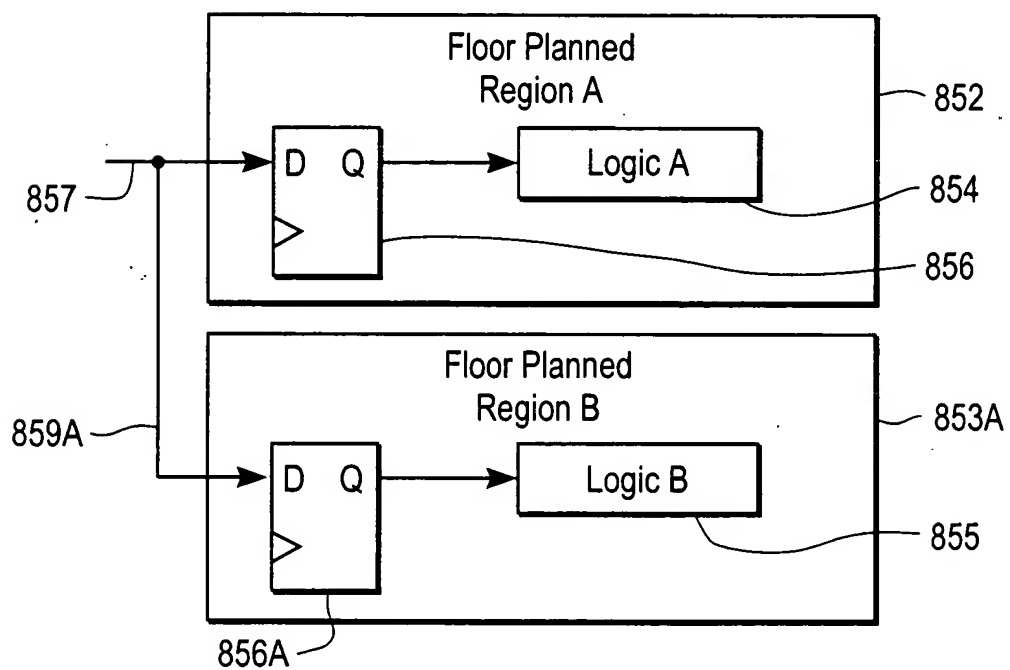 Floor Planned
Region A
852
D Q
Logic A
857
854
856
Floor Planned
Region B
853A
859A
D Q
Logic B
855
856A